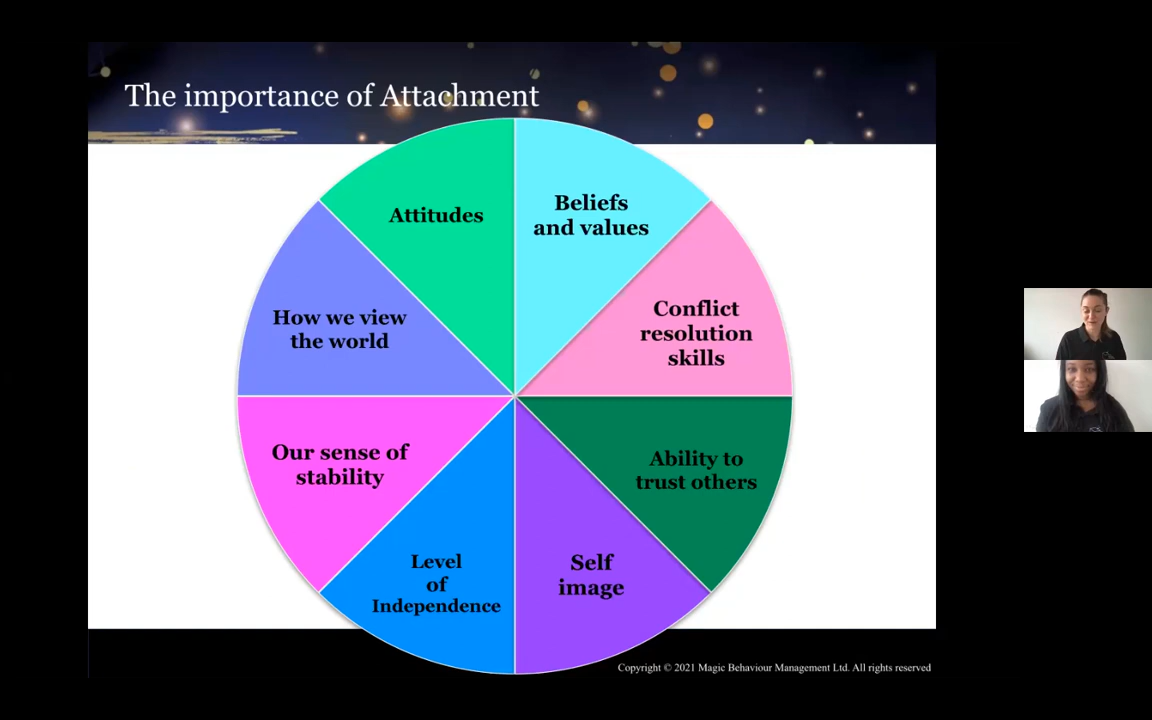 The importance of Attachment
Attitudes
Beliefs
and values
How we view
the world
Conflict
resolution
skills
Our sense of
stability
Ability to
trust others
Level
of
Independence
Self
image
Copyright © 2021 Magic Behaviour Management Ltd. All rights reserved